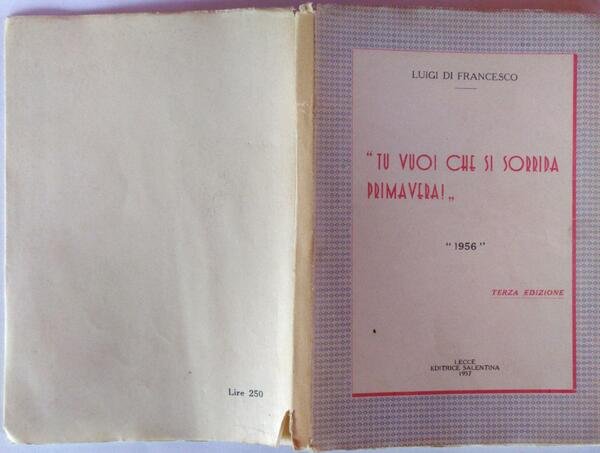 Lire 250
LUIGI DI FRANCESCO
“ TU VUOI CHE SI SORRIDA
PRIMAVERA! „
“ 1956 ”
TERZA EDIZIONE
LECCE
EDITRICE SALENTINA
1957